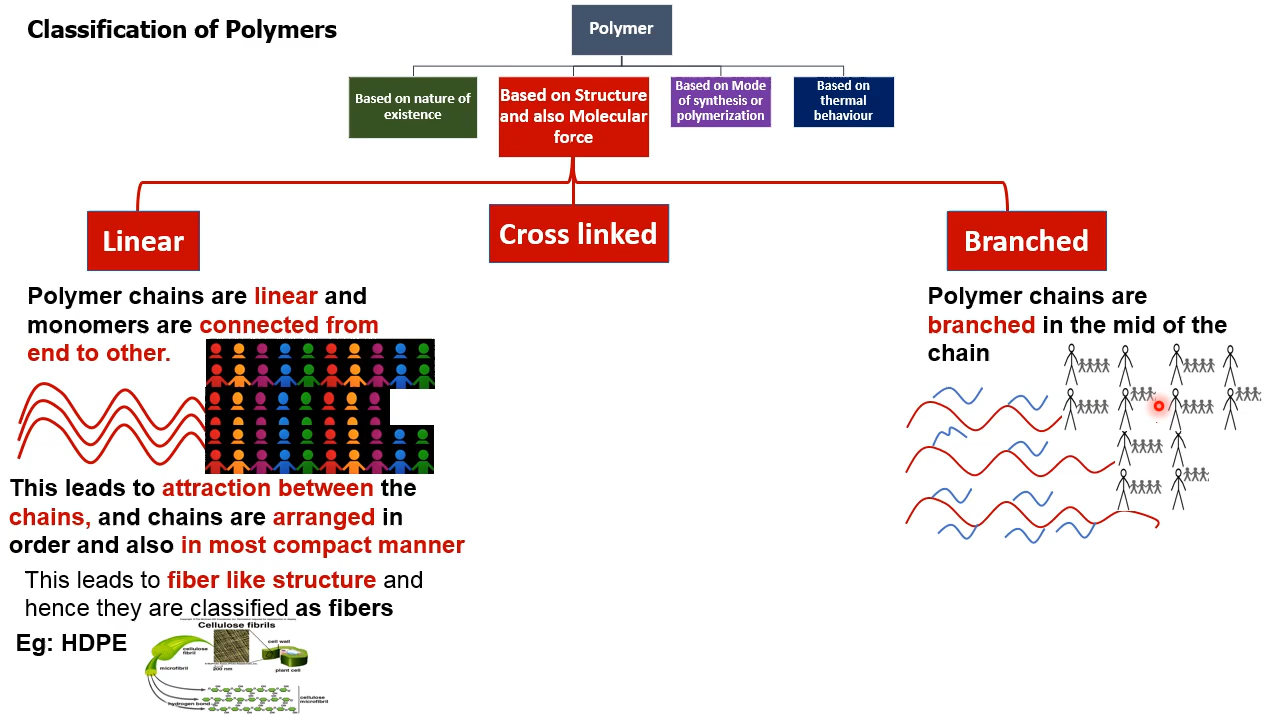 Classification of Polymers
Polymer
Based on nature of
existence
Based on Structure
and also Molecular
force
Based on Mode
of synthesis or
polymerization
Based on
thermal
behaviour
Linear
Cross linked
Branched
Polymer chains are linear and
monomers are connected from
end to other.
This leads to attraction between the
chains, and chains are arranged in
order and also in most compact manner
This leads to fiber like structure and
hence they are classified as fibers
Eg: HDPE
Cellulose fibrils
cellulose
fibril
cell wall
microfibril
200 nm
plant cell
hydrogen bond
cellulose
microfibril
Polymer chains are
branched in the mid of the
chain